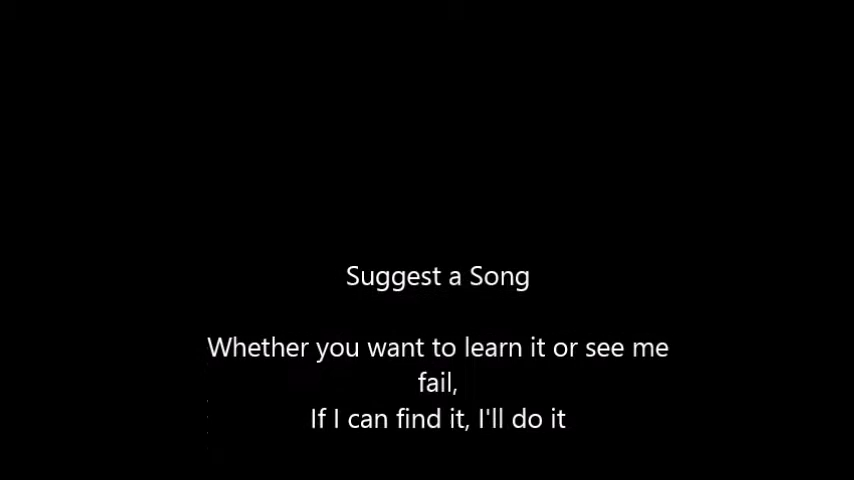 Suggest a Song
Whether you want to learn it or see me
fail,
If I can find it, I'll do it